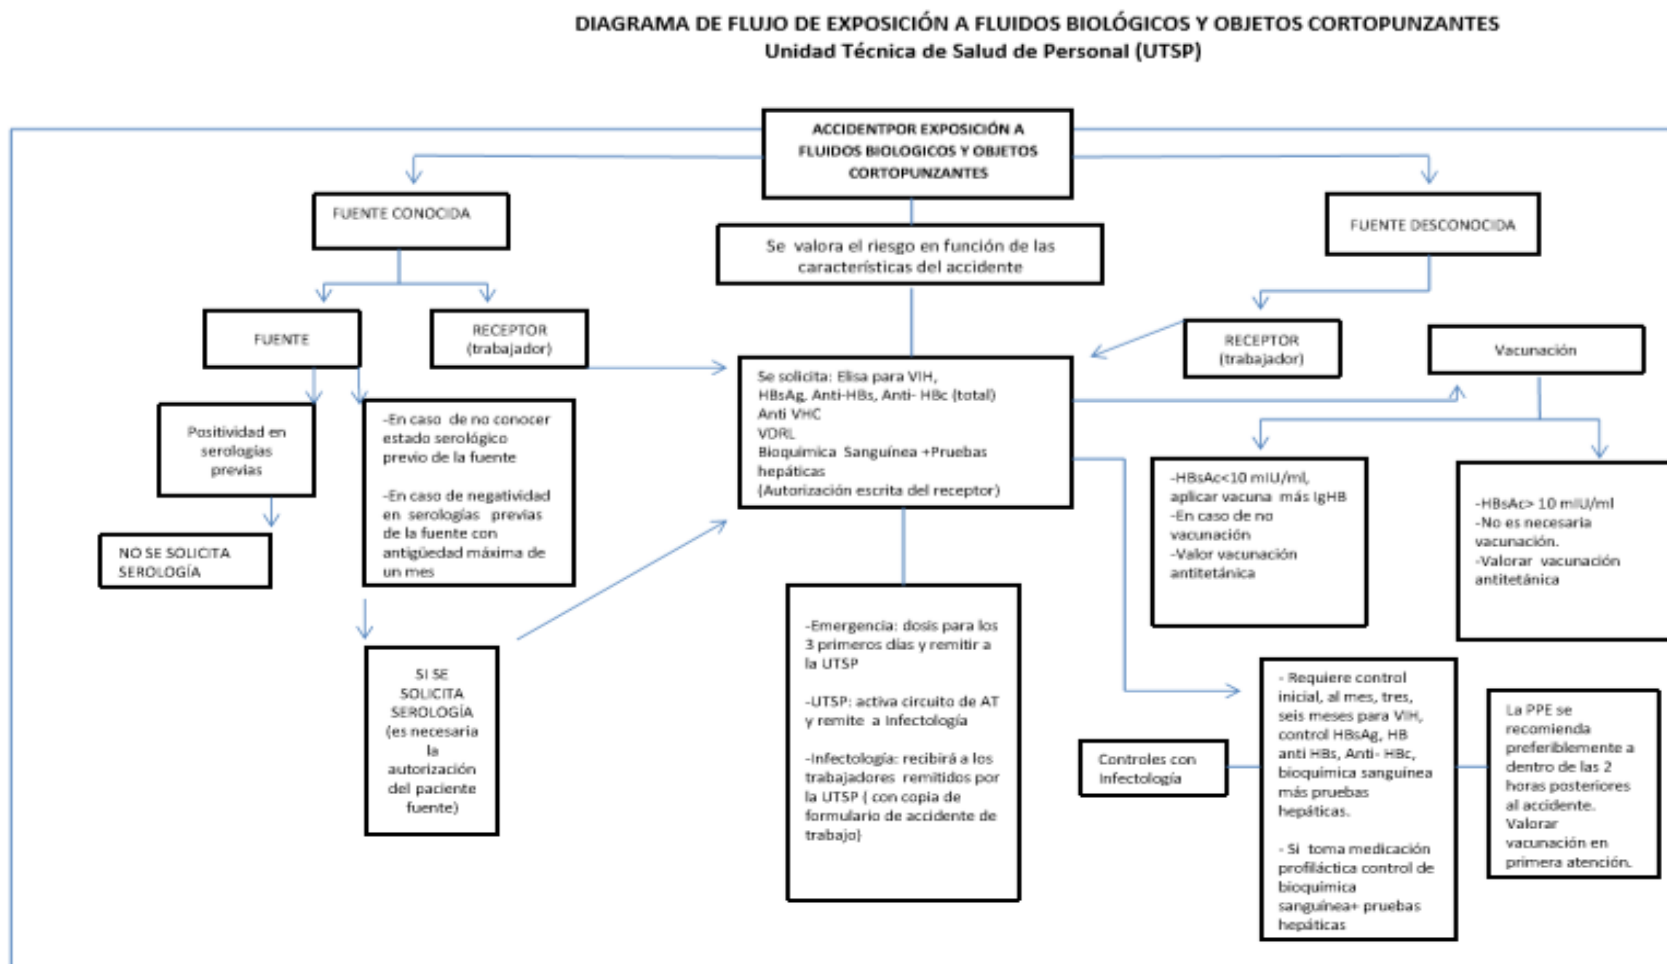 DIAGRAMA DE FLUJO DE EXPOSICIÓN A FLUIDOS BIOLÓGICOS Y OBJETOS CORTOPUNZANTES
Unidad Técnica de Salud de Personal (UTSP)
ACCIDENTPOR EXPOSICIÓN A
FLUIDOS BIOLOGICOS Y OBJETOS
CORTOPUNZANTES
FUENTE CONOCIDA
Se valora el riesgo en función de las
características del accidente
FUENTE DESCONOCIDA
FUENTE
RECEPTOR
(trabajador)
RECEPTOR
(trabajador)
Vacunación
Positividad en
serologías
previas
NO SE SOLICITA
SEROLOGÍA
-En caso de no conocer
estado serológico
previo de la fuente
-En caso de negatividad
en serologías previas
de la fuente con
antigüedad máxima de
un mes
SI SE
SOLICITA
SEROLOGÍA
(es necesaria
la
autorización
del paciente
fuente)
Se solicita: Elisa para VIH,
HBsAg, Anti-HBs, Anti- HBc (total)
Anti VHC
VDRL
Bioquímica Sanguínea +Pruebas
hepáticas
(Autorización escrita del receptor)
-Emergencia: dosis para los
3 primeros días y remitir a
la UTSP
-UTSP: activa circuito de AT
y remite a Infectología
-Infectología: recibirá a los
trabajadores remitidos por
la UTSP ( con copia de
formulario de accidente de
trabajo)
-HBsAc<10 mIU/ml,
aplicar vacuna más IgHB
-En caso de no
vacunación
-Valor vacunación
antitetánica
-HBsAc> 10 mIU/ml
-No es necesaria
vacunación.
-Valorar vacunación
antitetánica
Controles con
Infectología
- Requiere control
inicial, al mes, tres,
seis meses para VIH,
control HBsAg, HB
anti HBs, Anti- HBc,
bioquímica sanguínea
más pruebas
hepáticas.
- Si toma medicación
profiláctica control de
bioquímica
sanguínea+ pruebas
hepáticas
La PPE se
recomienda
preferiblemente a
dentro de las 2
horas posteriores
al accidente.
Valorar
vacunación en
primera atención.